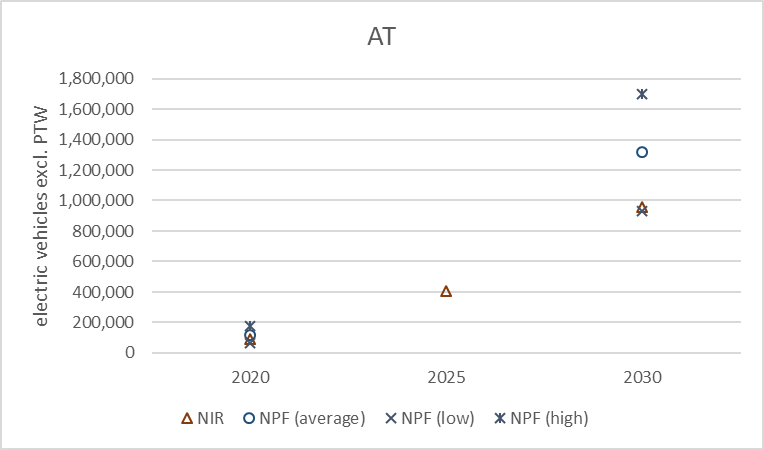 AT
electric vehicles excl. PTW
1,800,000
1,600,000
1,400,000
1,200,000
1,000,000
800,000
600,000
400,000
200,000
0
2020 2025 2030
NIR NPF (average) NPF (low) NPF (high)